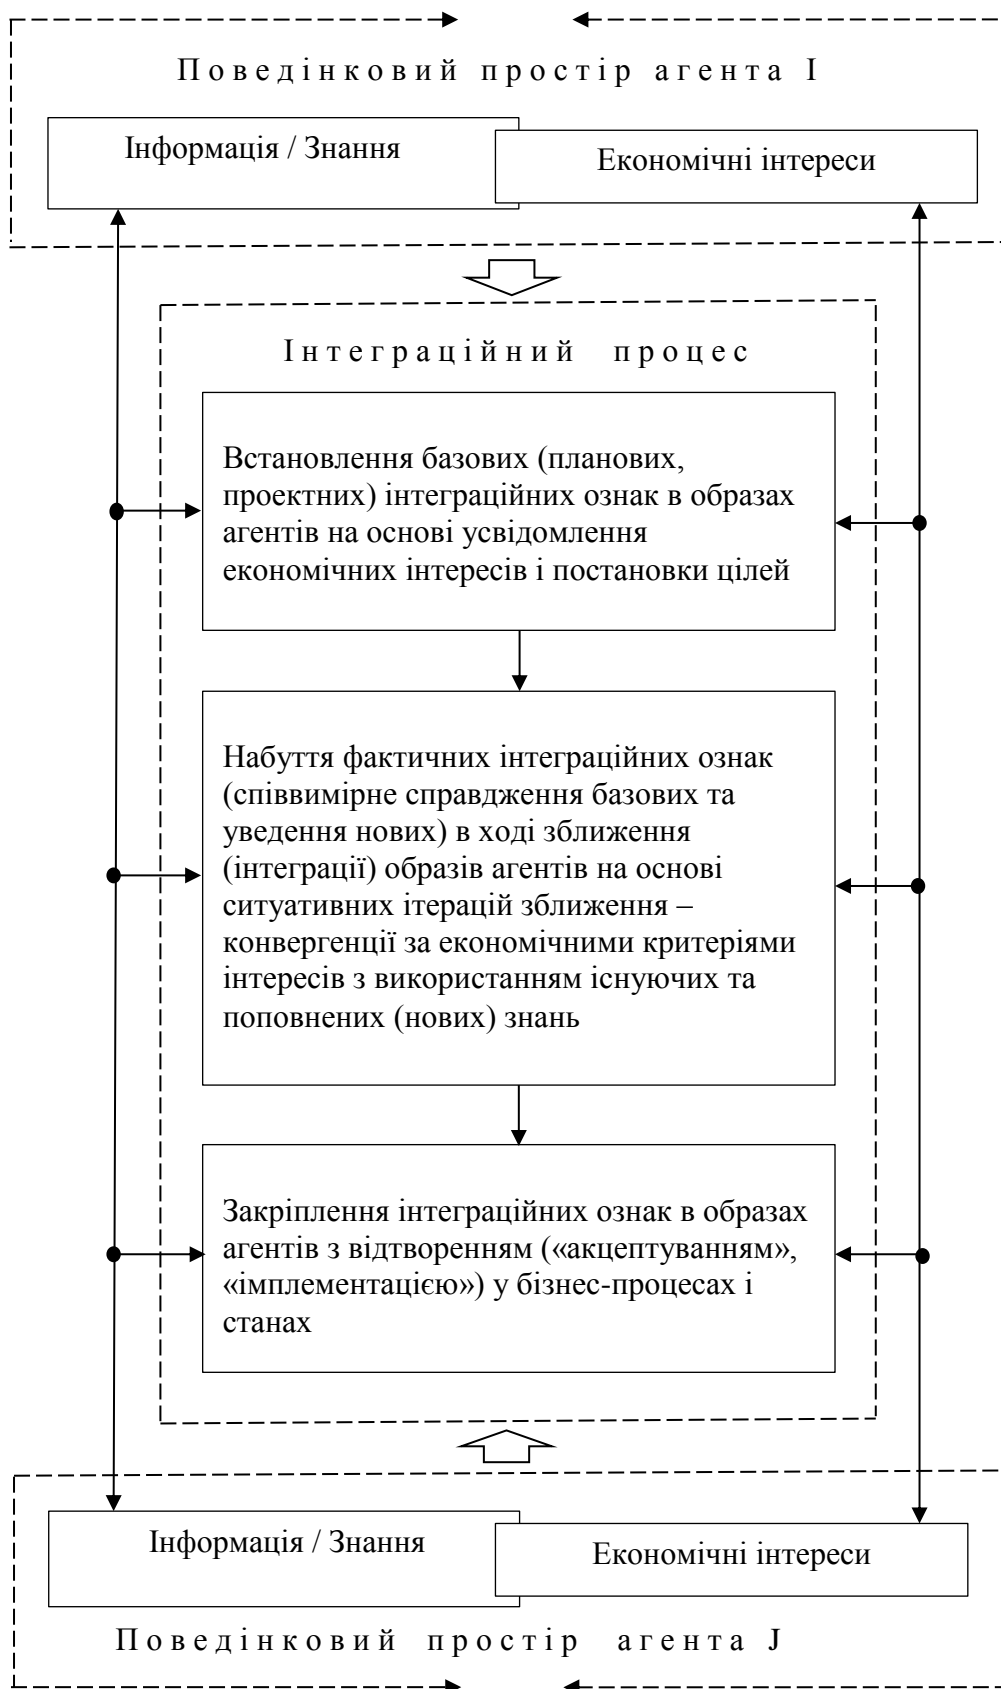 Поведінковий простір агента І
Інформація / Знання
Економічні інтереси
Інтеграційний процес
Встановлення базових (планових,
проектних) інтеграційних ознак в образах
агентів на основі усвідомлення
економічних інтересів і постановки цілей
Набуття фактичних інтеграційних ознак
(співвимірне справдження базових та
уведення нових) в ході зближення
(інтеграції) образів агентів на основі
ситуативних ітерацій зближення –
конвергенції за економічними критеріями
інтересів з використанням існуючих та
поповнених (нових) знань
Закріплення інтеграційних ознак в образах
агентів з відтворенням («акцептуванням»,
«імплементацією») у бізнес-процесах і
станах
Інформація / Знання
Економічні інтереси
Поведінковий простір агента J